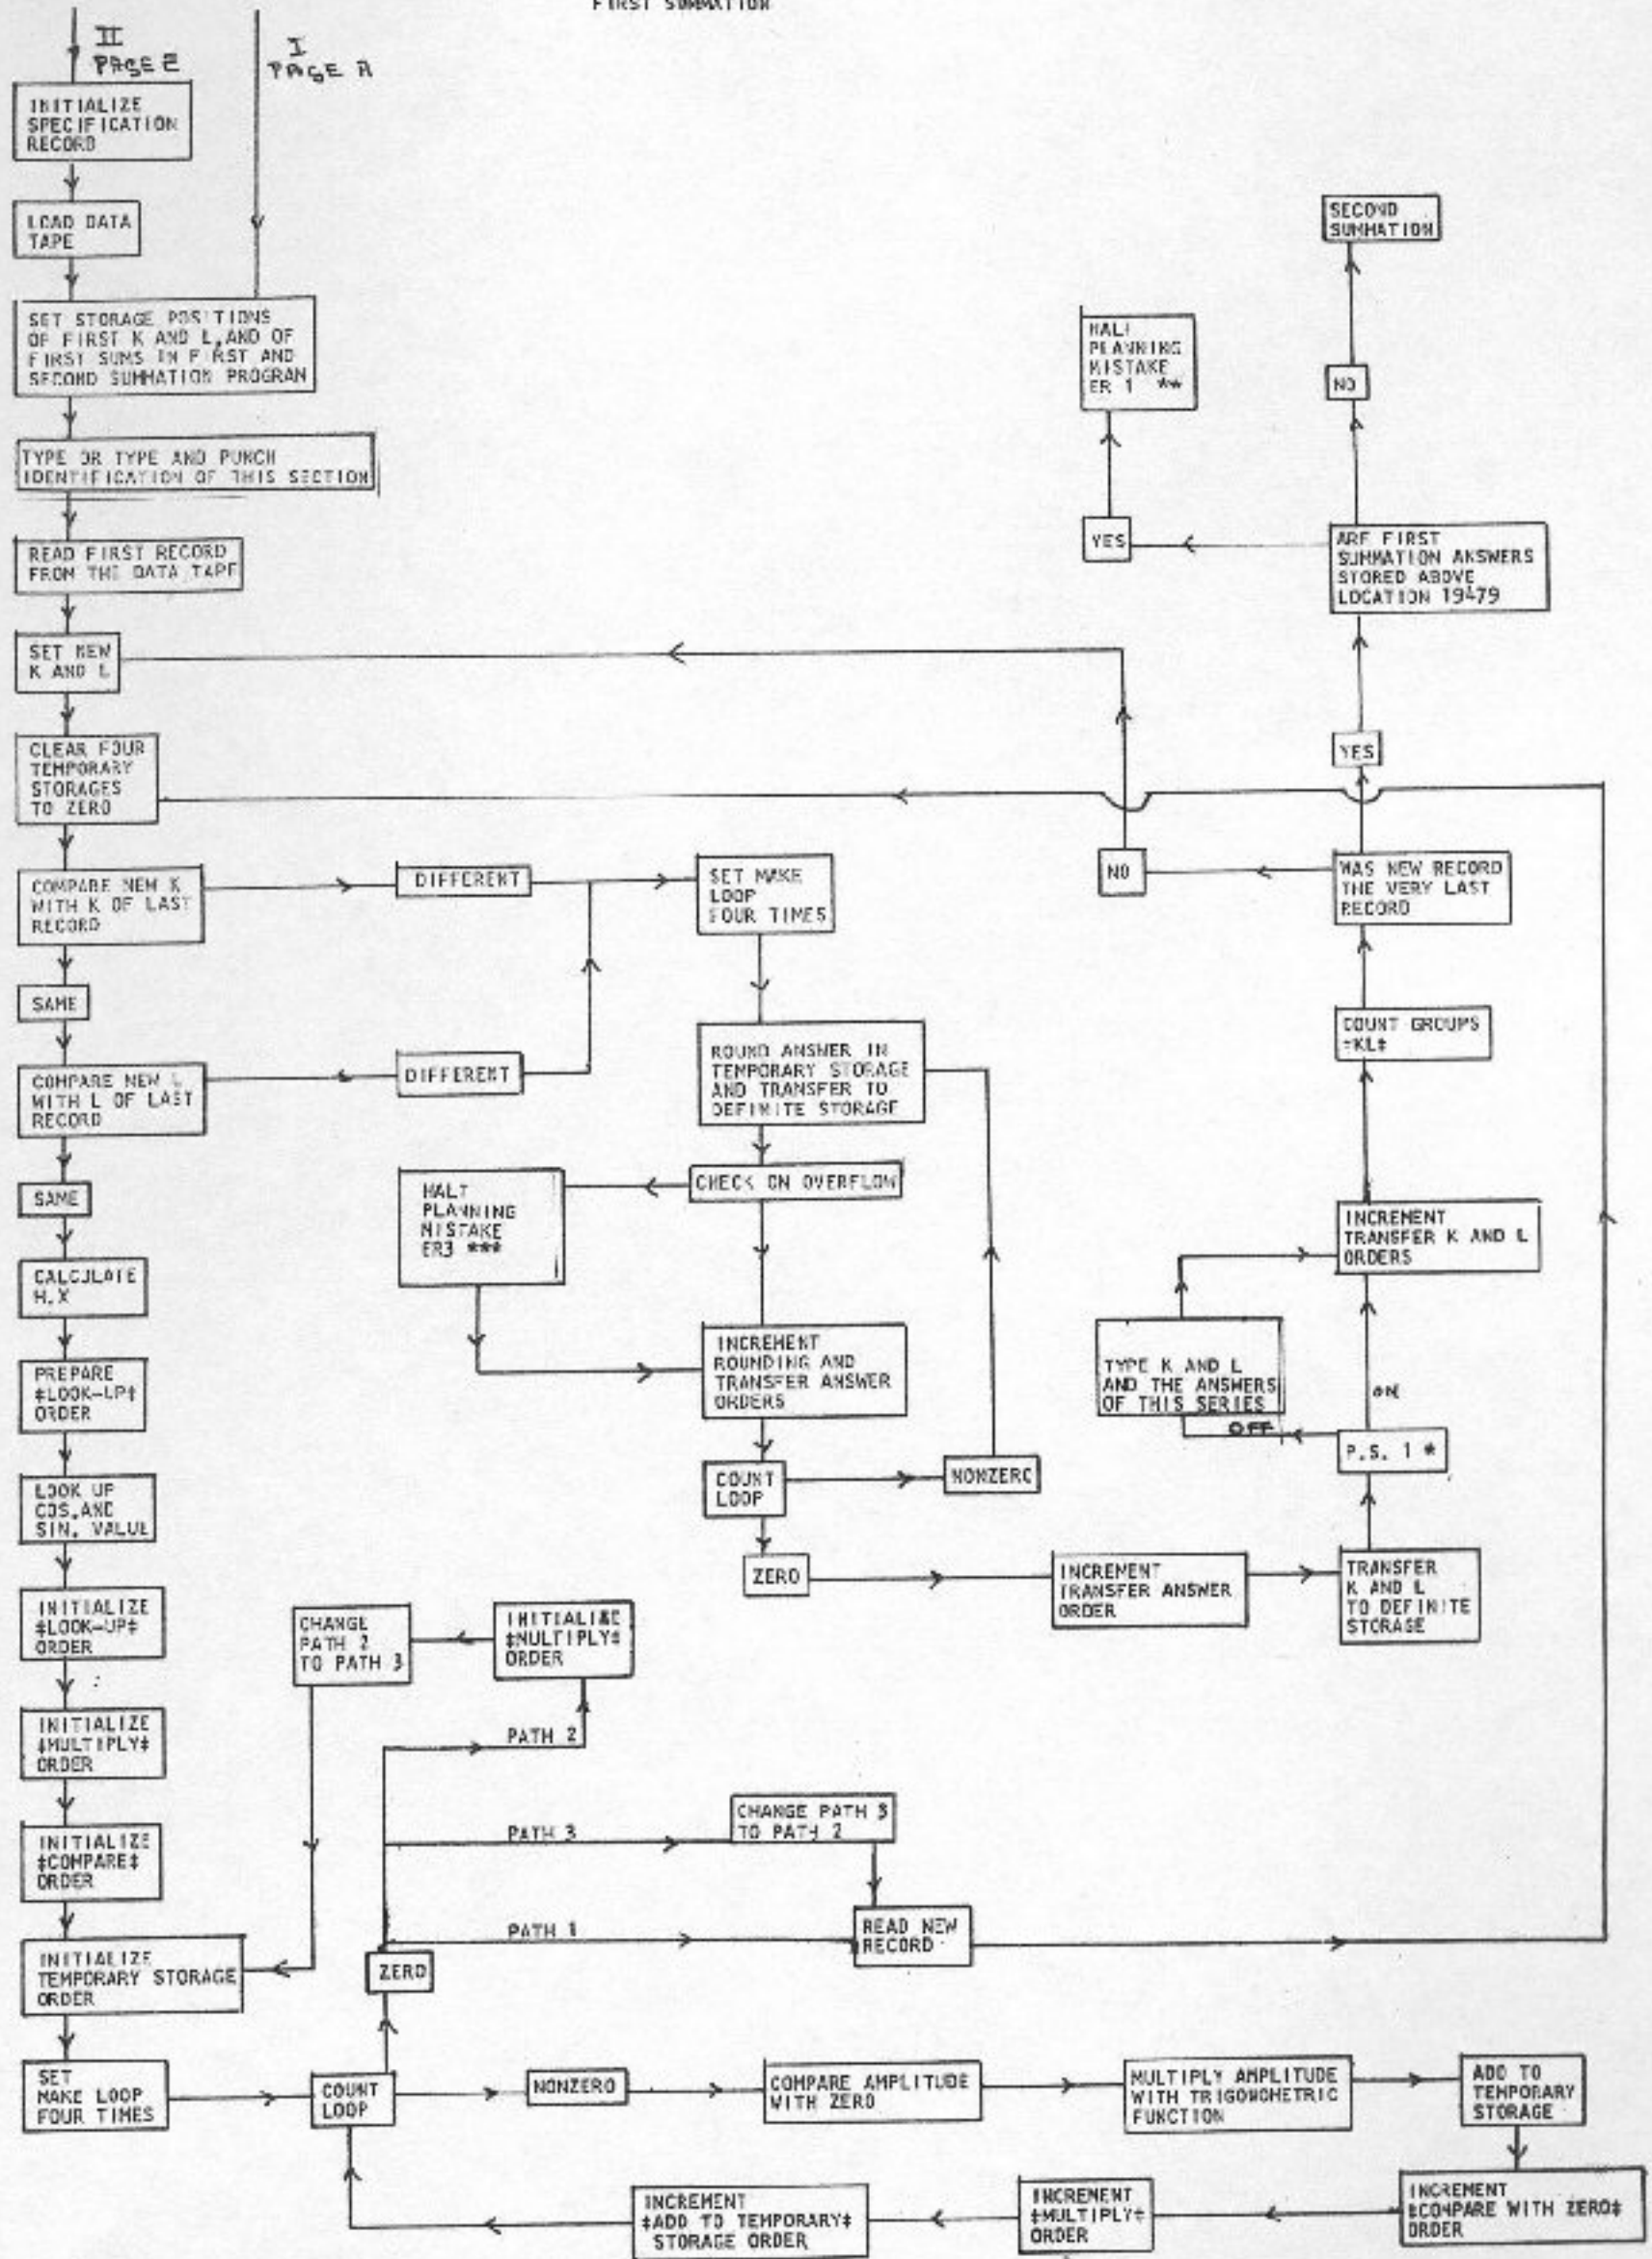 FIRST SUMMATION
II
PAGE E
I
PAGE A
INITIALIZE
SPECIFICATION
RECORD
LOAD DATA
TAPE
SET STORAGE POSITIONS
OF FIRST K AND L, AND OF
FIRST SUMS IN FIRST AND
SECOND SUMMATION PROGRAN
TYPE OR TYPE AND PUNCH
IDENTIFICATION OF THIS SECTION
READ FIRST RECORD
FROM THE DATA TAPE
SET NEW
K AND L
CLEAR FOUR
TEMPORARY
STORAGES
TO ZERO
COMPARE NEW K
WITH K OF LAST
RECORD
SAME
COMPARE NEW L
WITH L OF LAST
RECORD
SAME
CALCULATE
H.X
PREPARE
‡LOOK-UP‡
ORDER
LOOK UP
COS.AND
SIN. VALUE
INITIALIZE
‡LOOK-UP‡
ORDER
INITIALIZE
‡MULTIPLY‡
ORDER
INITIALIZE
‡COMPARE‡
ORDER
INITIALIZE
TEMPORARY STORAGE
ORDER
SET
MAKE LOOP
FOUR TIMES
DIFFERENT
DIFFERENT
SET MAKE
LOOP
FOUR TIMES
ROUND ANSWER IN
TEMPORARY STORAGE
AND TRANSFER TO
DEFINITE STORAGE
CHECK ON OVERFLOW
HALT
PLANNING
MISTAKE
ER3 ***
INCREMENT
ROUNDING AND
TRANSFER ANSWER
ORDERS
COUNT
LOOP
NONZERO
ZERO
INCREMENT
TRANSFER ANSWER
ORDER
TRANSFER
K AND L
TO DEFINITE
STORAGE
P.S. 1 *
OFF
ON
TYPE K AND L
AND THE ANSWERS
OF THIS SERIES
INCREMENT
TRANSFER K AND L
ORDERS
COUNT GROUPS
‡KL‡
WAS NEW RECORD
THE VERY LAST
RECORD
NO
YES
ARE FIRST
SUMMATION ANSWERS
STORED ABOVE
LOCATION 19479
YES
HALT
PLANNING
MISTAKE
ER 1 **
NO
SECOND
SUMMATION
CHANGE
PATH 2
TO PATH 3
INITIALIZE
‡MULTIPLY‡
ORDER
PATH 2
CHANGE PATH 3
TO PATH 2
PATH 3
PATH 1
READ NEW
RECORD
ZERO
COUNT
LOOP
NONZERO
COMPARE AMPLITUDE
WITH ZERO
MULTIPLY AMPLITUDE
WITH TRIGONOMETRIC
FUNCTION
ADD TO
TEMPORARY
STORAGE
INCREMENT
‡COMPARE WITH ZERO‡
ORDER
INCREMENT
‡MULTIPLY‡
ORDER
INCREMENT
‡ADD TO TEMPORARY‡
STORAGE ORDER